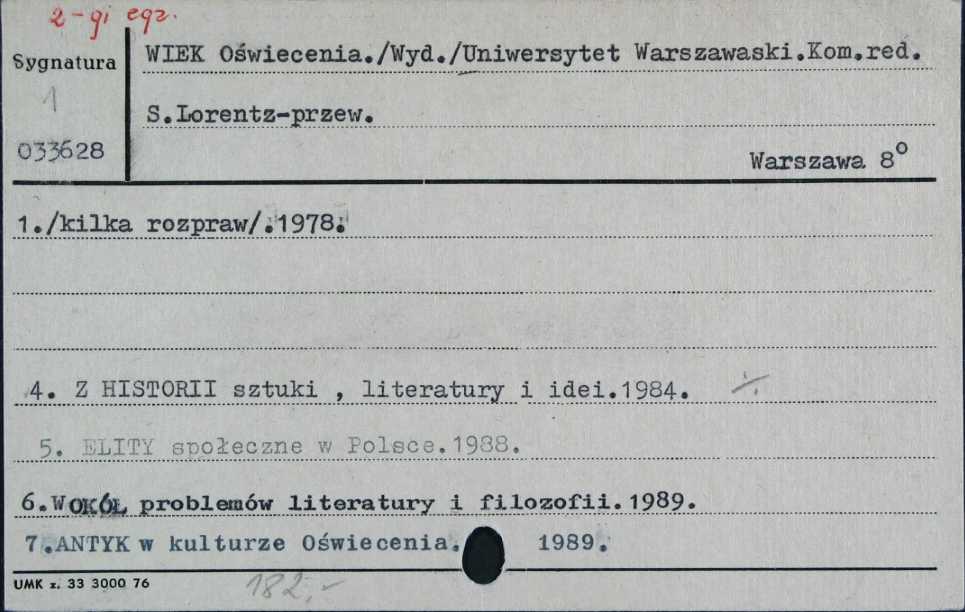 2-gi egz.
Sygnatura
1
033628
WIEK Oświecenia./Wyd./Uniwersytet Warszawaski.Kom.red.
S.Lorentz-przew.
Warszawa 8°
1./kilka rozpraw/.1978.
4. Z HISTORII sztuki , literatury i idei.1984. ·/·
5. ELITY społeczne w Polsce.1988.
6.WOKÓŁ problemów literatury i filozofii.1989.
7.ANTYK w kulturze Oświecenia. 1989.
UMK z. 33 3000 76
182,-